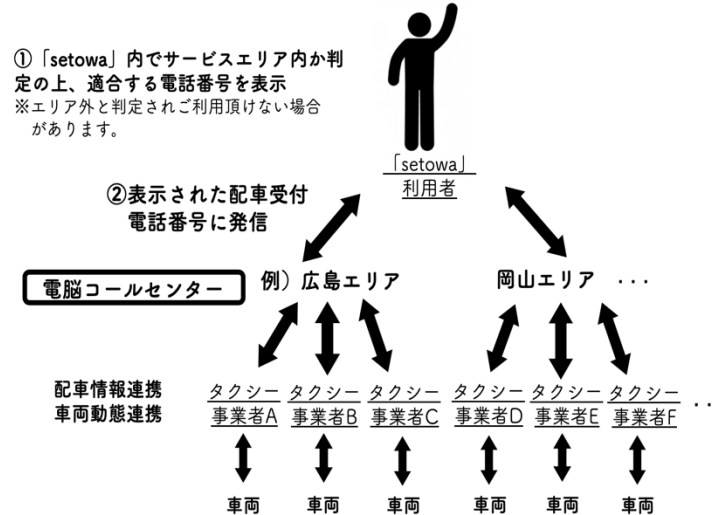 ①「setowa」内でサービスエリア内か判
定の上、適合する電話番号を表示
※エリア外と判定されご利用頂けない場合
があります。
「setowa」
利用者
②表示された配車受付
電話番号に発信
電脳コールセンター
例）広島エリア
岡山エリア ・・・
配車情報連携
車両動態連携
タクシー
事業者A
タクシー
事業者B
タクシー
事業者C
タクシー
事業者D
タクシー
事業者E
タクシー
事業者F
・・
車両
車両
車両
車両
車両
車両